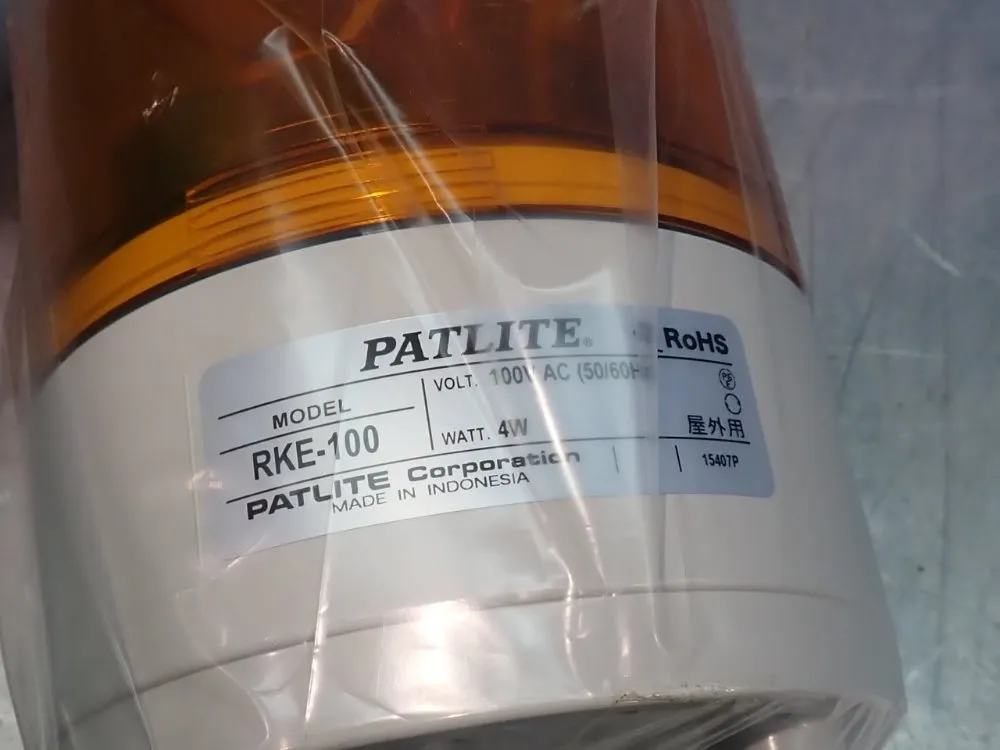 PATLITE®
RoHS
MODEL
RKE-100
VOLT. 100V AC (50/60Hz
WATT. 4W
屋外用
PATLITE Corporation
MADE IN INDONESIA
15407P